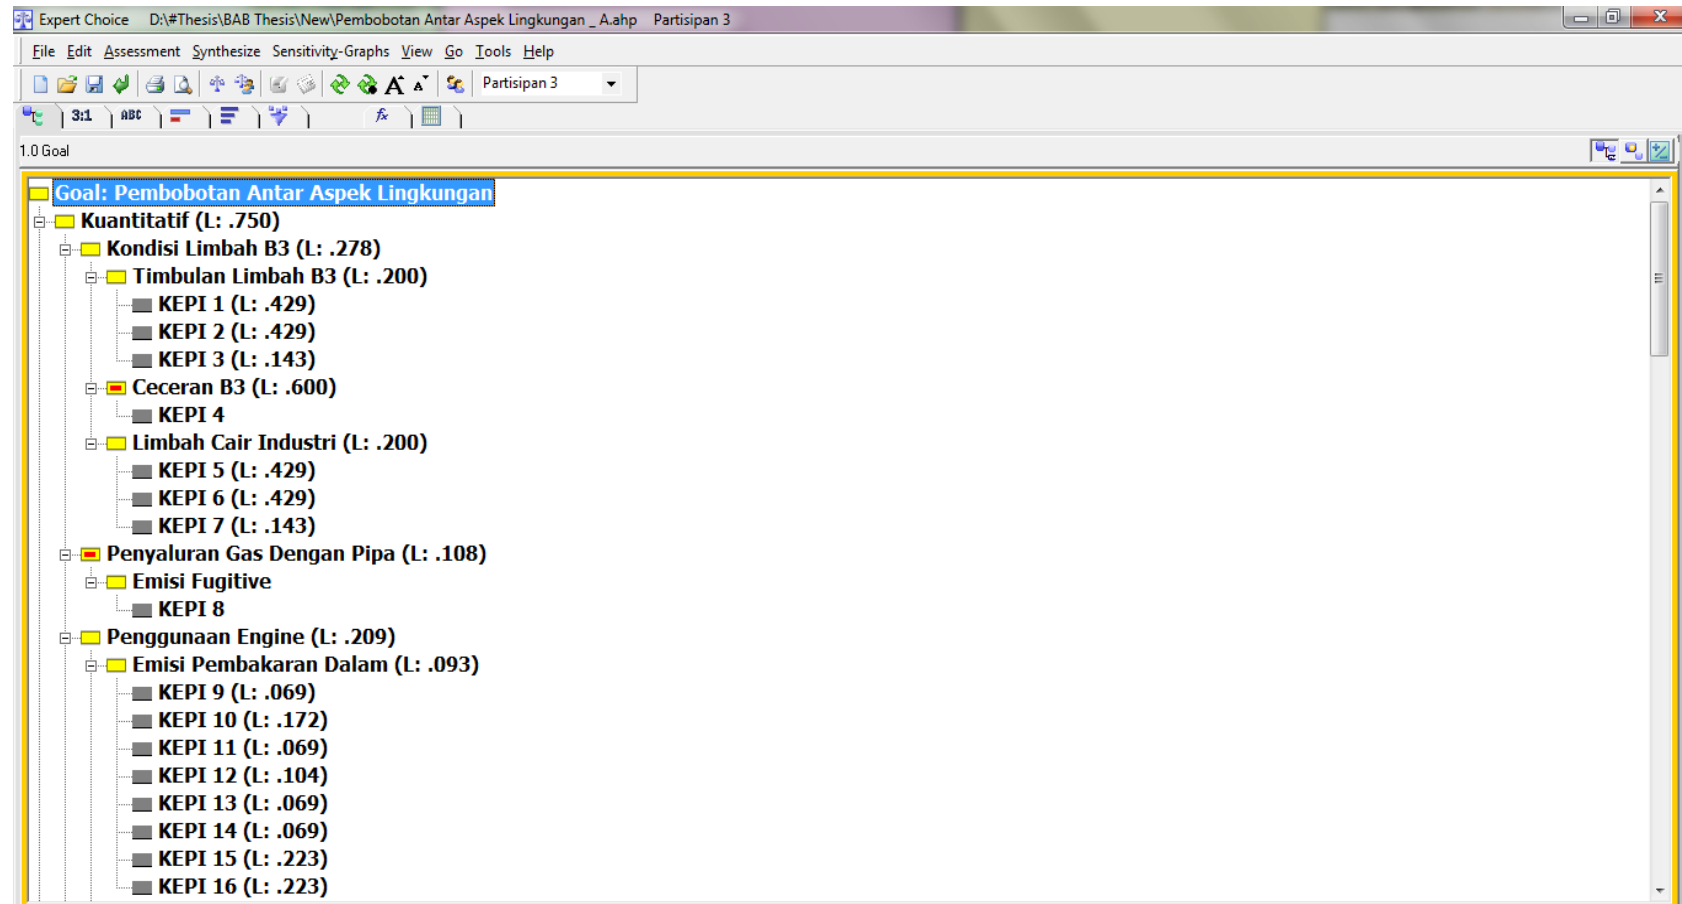 Expert Choice D:\#Thesis\BAB Thesis\New\Pembobotan Antar Aspek Lingkungan _ A.ahp Partisipan 3
File Edit Assessment Synthesize Sensitivity-Graphs View Go Tools Help
A A Partisipan 3
3:1 ABC fx
1.0 Goal
Goal: Pembobotan Antar Aspek Lingkungan
Kuantitatif (L: .750)
Kondisi Limbah B3 (L: .278)
Timbulan Limbah B3 (L: .200)
KEPI 1 (L: .429)
KEPI 2 (L: .429)
KEPI 3 (L: .143)
Ceceran B3 (L: .600)
KEPI 4
Limbah Cair Industri (L: .200)
KEPI 5 (L: .429)
KEPI 6 (L: .429)
KEPI 7 (L: .143)
Penyaluran Gas Dengan Pipa (L: .108)
Emisi Fugitive
KEPI 8
Penggunaan Engine (L: .209)
Emisi Pembakaran Dalam (L: .093)
KEPI 9 (L: .069)
KEPI 10 (L: .172)
KEPI 11 (L: .069)
KEPI 12 (L: .104)
KEPI 13 (L: .069)
KEPI 14 (L: .069)
KEPI 15 (L: .223)
KEPI 16 (L: .223)